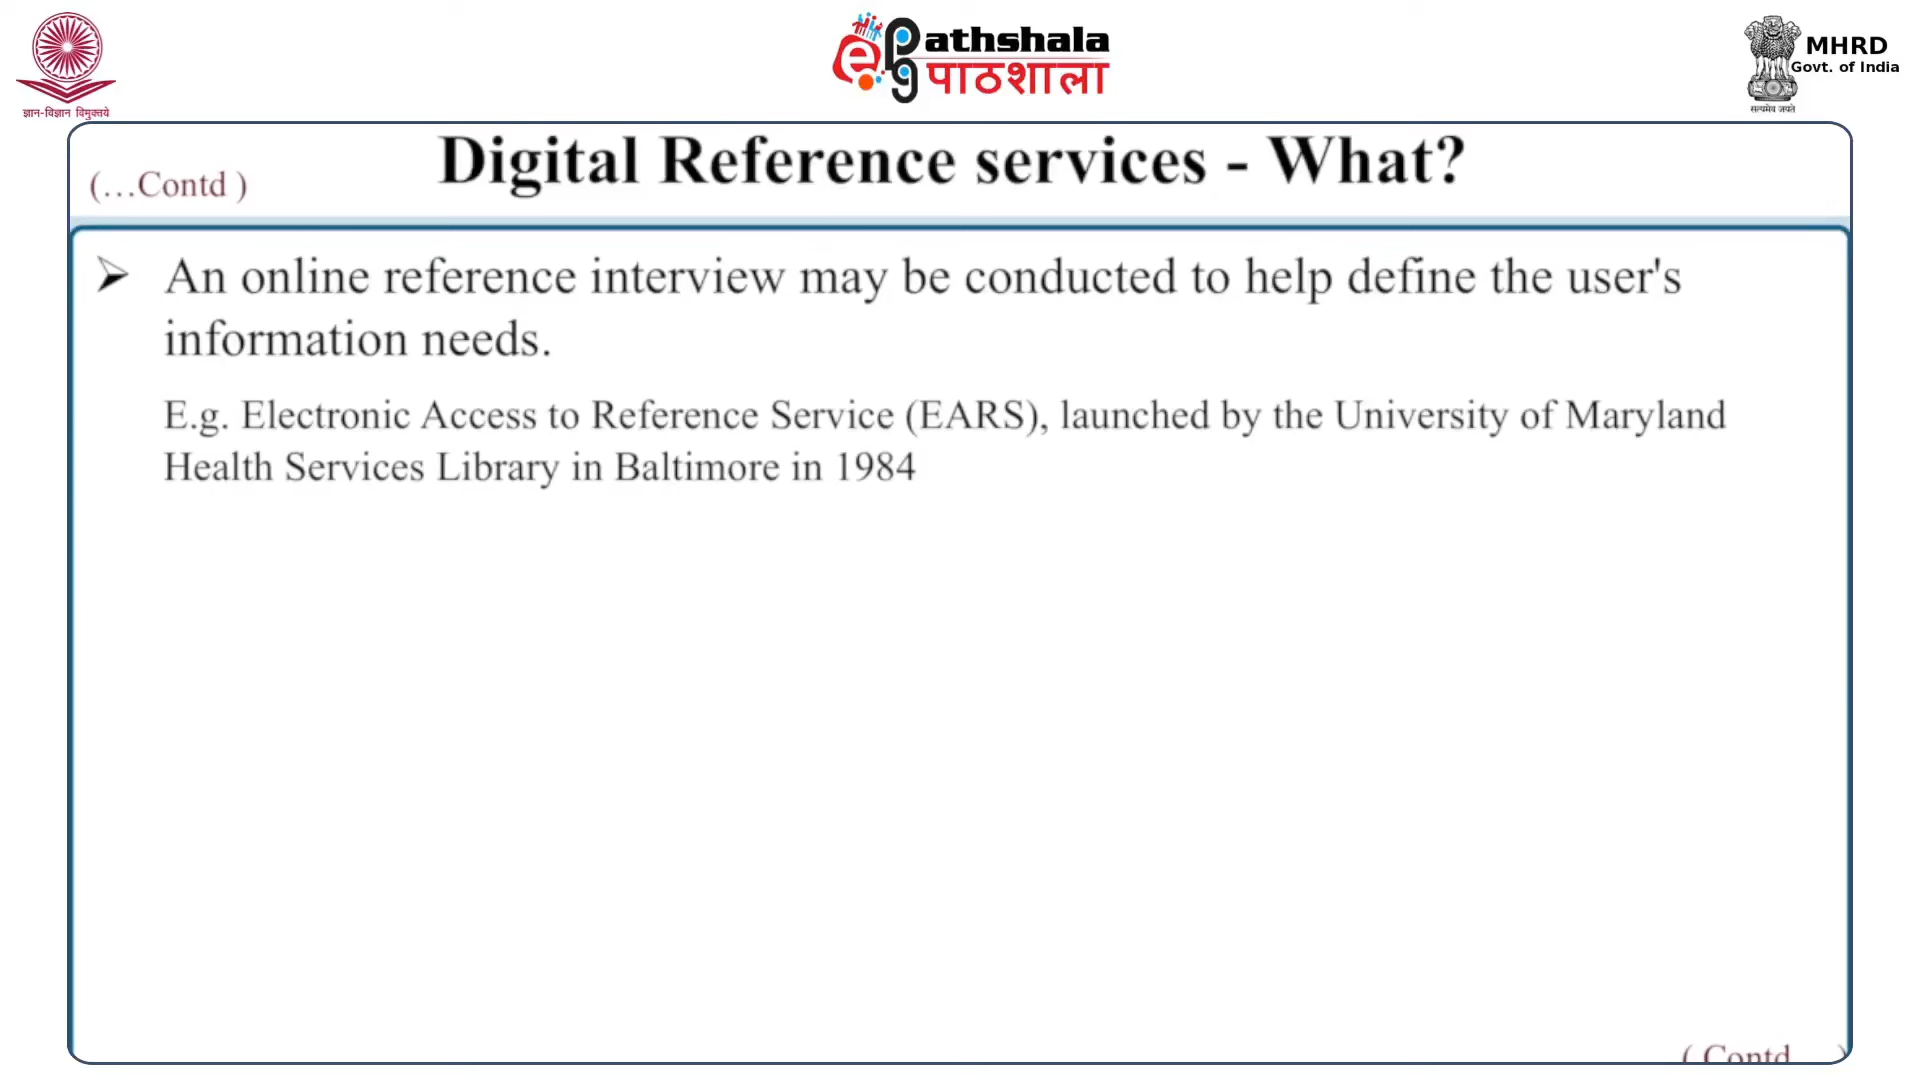 ज्ञान-विज्ञान विमुक्तये
ePathshala
पाठशाला
MHRD
Govt. of India
सत्यमेव जयते
(...Contd )
Digital Reference services - What?
➢ An online reference interview may be conducted to help define the user's
information needs.
E.g. Electronic Access to Reference Service (EARS), launched by the University of Maryland
Health Services Library in Baltimore in 1984
( Contd )